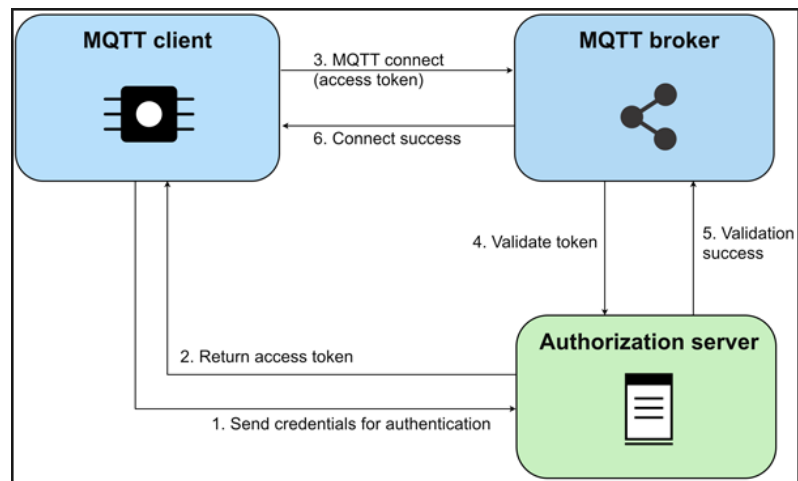 MQTT client
MQTT broker
3. MQTT connect
(access token)
6. Connect success
4. Validate token
5. Validation
success
Authorization server
2. Return access token
1. Send credentials for authentication